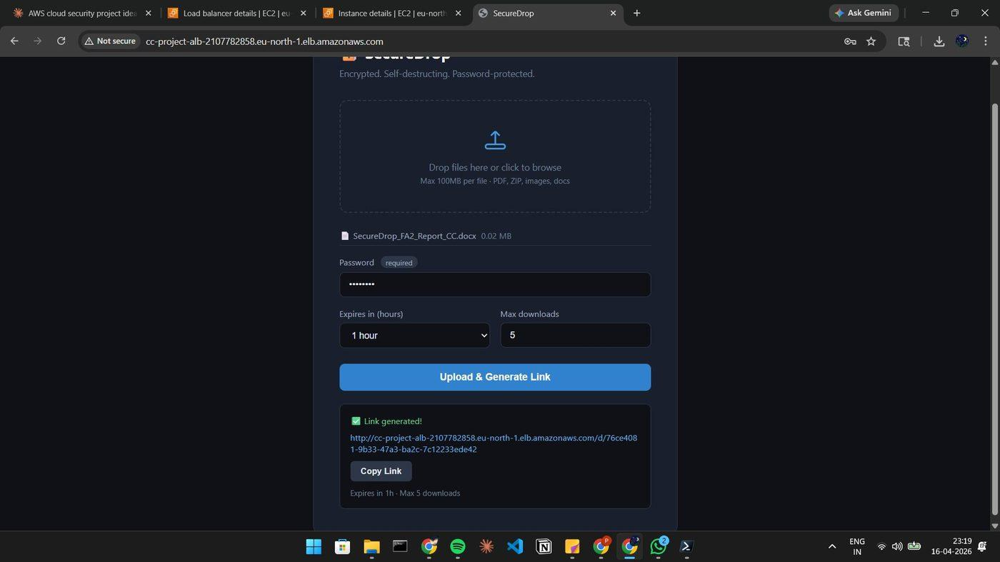 AWS cloud security project idea
Load balancer details | EC2 | eu-
Instance details | EC2 | eu-north
SecureDrop
Ask Gemini
Not secure
cc-project-alb-2107782858.eu-north-1.elb.amazonaws.com
SecureDrop
Encrypted. Self-destructing. Password-protected.
Drop files here or click to browse
Max 100MB per file · PDF, ZIP, images, docs
SecureDrop_FA2_Report_CC.docx 0.02 MB
Password required
••••••••
Expires in (hours)
Max downloads
1 hour
5
Upload & Generate Link
✅ Link generated!
http://cc-project-alb-2107782858.eu-north-1.elb.amazonaws.com/d/76ce408
1-9b33-47a3-ba2c-7c12233ede42
Copy Link
Expires in 1h · Max 5 downloads
P
2
ENG
IN
23:19
16-04-2026